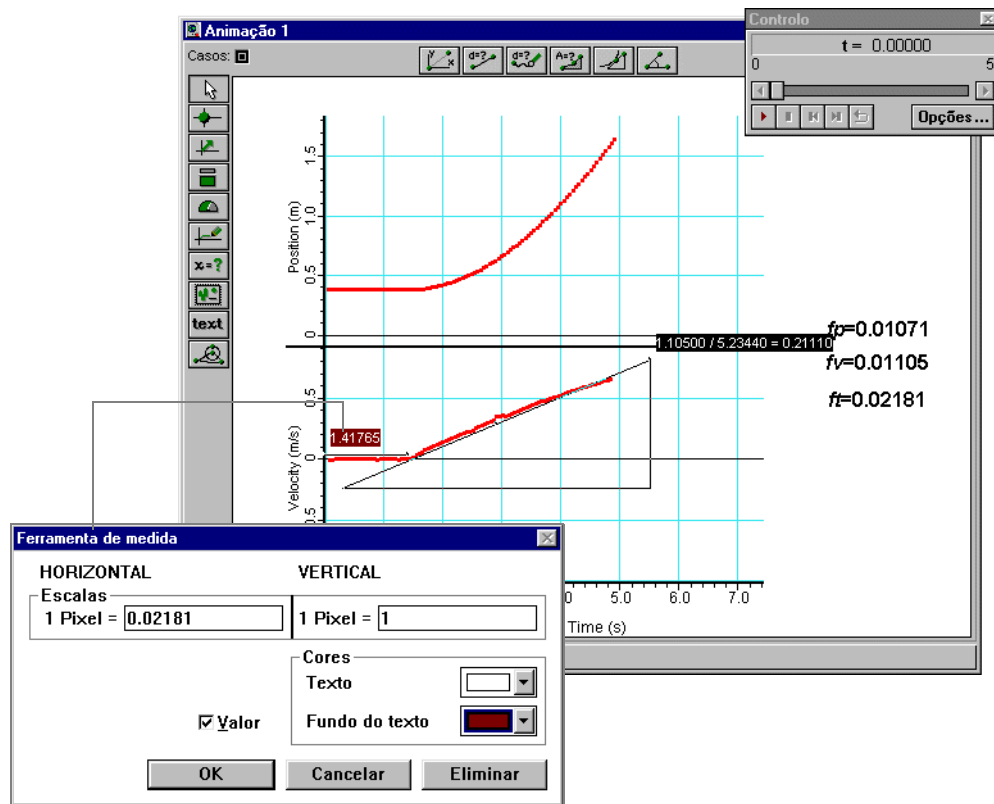 Controlo
t = 0.00000
0 5
Opções...
Animação 1
Casos:
y x d=? d=? A=?
x=?
text
1.5
1.0
0.5
0
Position (m)
1.10500 / 5.23440 = 0.21110
fp=0.01071
fv=0.01105
ft=0.02181
0.5
0
0.5
Velocity (m/s)
1.41765
0 5.0 6.0 7.0
Time (s)
Ferramenta de medida
HORIZONTAL VERTICAL
Escalas
1 Pixel = 0.02181 1 Pixel = 1
Cores
Texto
Valor Fundo do texto
OK Cancelar Eliminar